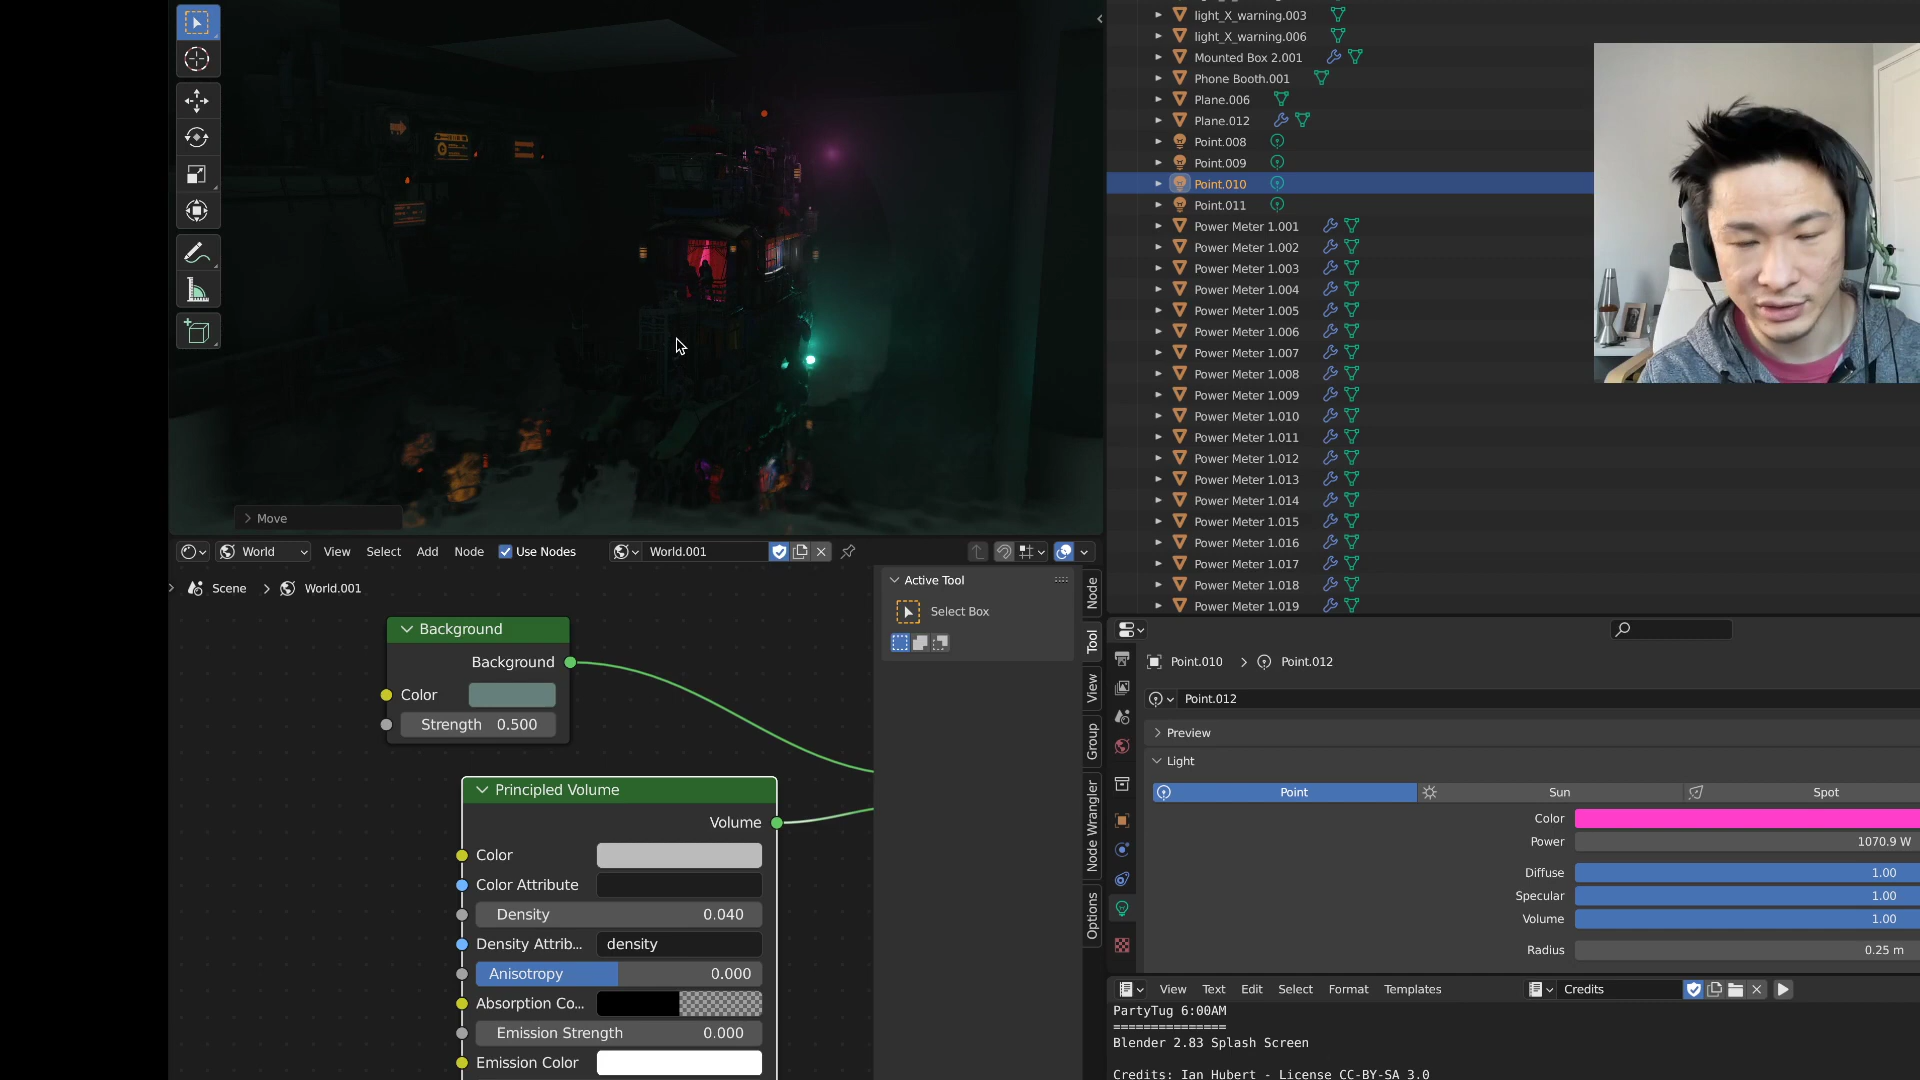 light_X_warning.003
light_X_warning.006
Mounted Box 2.001
Phone Booth.001
Plane.006
Plane.012
Point.008
Point.009
Point.010
Point.011
Power Meter 1.001
Power Meter 1.002
Power Meter 1.003
Power Meter 1.004
Power Meter 1.005
Power Meter 1.006
Power Meter 1.007
Power Meter 1.008
Power Meter 1.009
Power Meter 1.010
Power Meter 1.011
Power Meter 1.012
Power Meter 1.013
Power Meter 1.014
Power Meter 1.015
Power Meter 1.016
Power Meter 1.017
Power Meter 1.018
Power Meter 1.019
Move
World View Select Add Node Use Nodes World.001
Scene World.001
Background
Background
Color
Strength 0.500
Principled Volume
Volume
Color
Color Attribute
Density 0.040
Density Attrib... density
Anisotropy 0.000
Absorption Co...
Emission Strength 0.000
Emission Color
Active Tool
Select Box
Node
Tool
View
Group
Node Wrangler
Options
Point.010 Point.012
Point.012
Preview
Light
Point Sun Spot
Color
Power 1070.9 W
Diffuse 1.00
Specular 1.00
Volume 1.00
Radius 0.25 m
View Text Edit Select Format Templates Credits
PartyTug 6:00AM
===============
Blender 2.83 Splash Screen
Credits: Ian Hubert - License CC-BY-SA 3.0